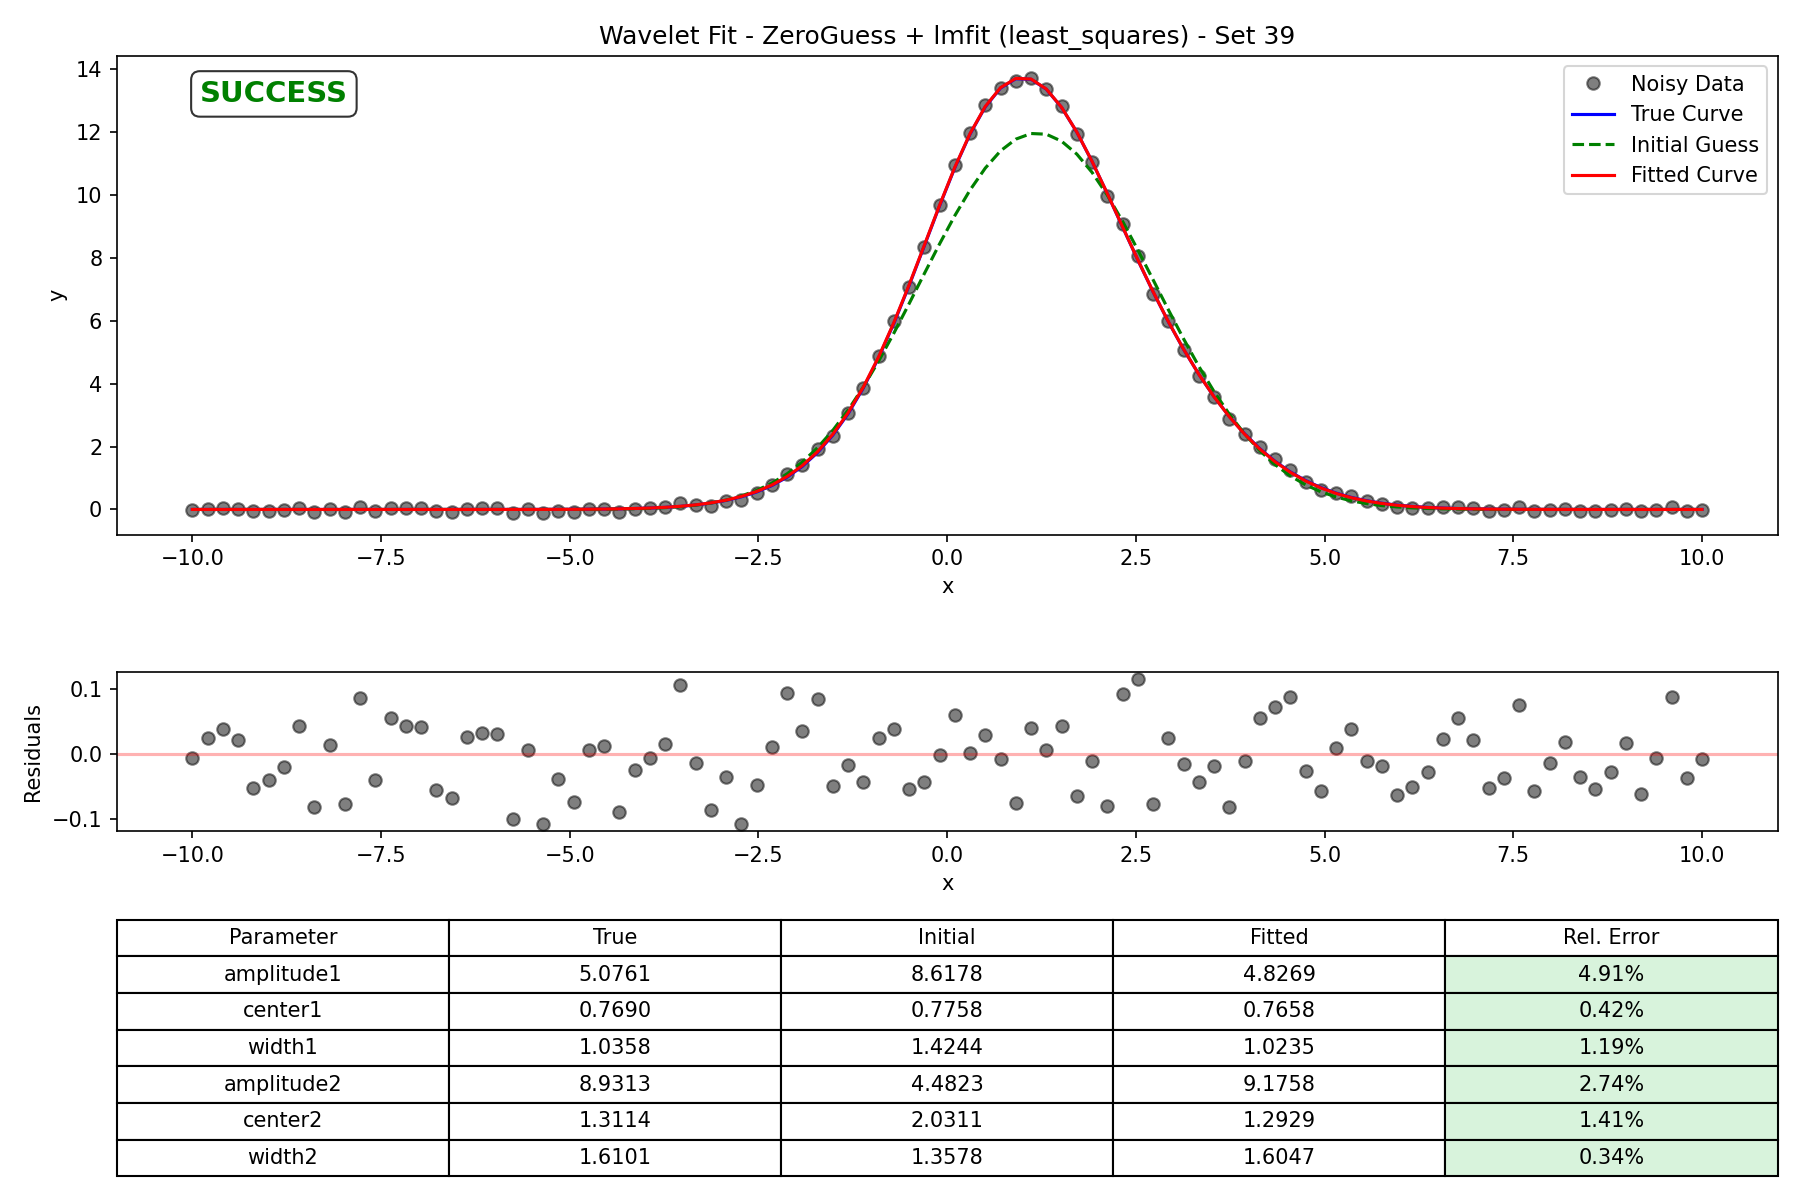 Wavelet Fit - ZeroGuess + lmfit (least_squares) - Set 39
SUCCESS
Noisy Data
True Curve
Initial Guess
Fitted Curve
14
12
10
8
6
4
2
0
y
−10.0 −7.5 −5.0 −2.5 0.0 2.5 5.0 7.5 10.0
x
0.1
0.0
−0.1
Residuals
−10.0 −7.5 −5.0 −2.5 0.0 2.5 5.0 7.5 10.0
x
Parameter True Initial Fitted Rel. Error
amplitude1 5.0761 8.6178 4.8269 4.91%
center1 0.7690 0.7758 0.7658 0.42%
width1 1.0358 1.4244 1.0235 1.19%
amplitude2 8.9313 4.4823 9.1758 2.74%
center2 1.3114 2.0311 1.2929 1.41%
width2 1.6101 1.3578 1.6047 0.34%